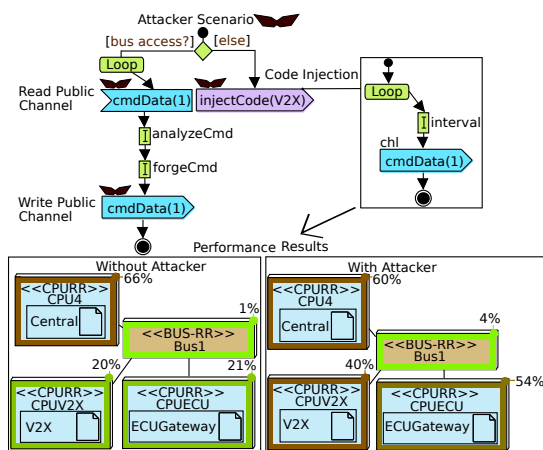 Attacker Scenario
[bus access?] [else]
Loop
Code Injection
Read Public
Channel
cmdData(1)
injectCode(V2X)
Loop
analyzeCmd
interval
forgeCmd
chl
cmdData(1)
Write Public
Channel
cmdData(1)
Performance Results
Without Attacker
66%
<<CPURR>>
CPU4
Central
1%
<<BUS-RR>>
Bus1
20%
<<CPURR>>
CPUV2X
V2X
21%
<<CPURR>>
CPUECU
ECUGateway
With Attacker
60%
<<CPURR>>
CPU4
Central
4%
<<BUS-RR>>
Bus1
40%
<<CPURR>>
CPUV2X
V2X
54%
<<CPURR>>
CPUECU
ECUGateway